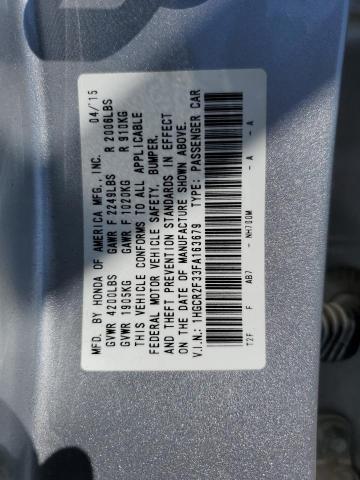 MFD. BY HONDA OF AMERICA MFG., INC. 04/15
GVWR 4200LBS GAWR F 2249LBS R 2006LBS
GVWR 1905KG GAWR F 1020KG R 910KG
THIS VEHICLE CONFORMS TO ALL APPLICABLE
FEDERAL MOTOR VEHICLE SAFETY, BUMPER,
AND THEFT PREVENTION STANDARDS IN EFFECT
ON THE DATE OF MANUFACTURE SHOWN ABOVE.
V.I.N.: 1HGCR2F33FA163679 TYPE: PASSENGER CAR
T2F F AB7 - NH700M - A - A